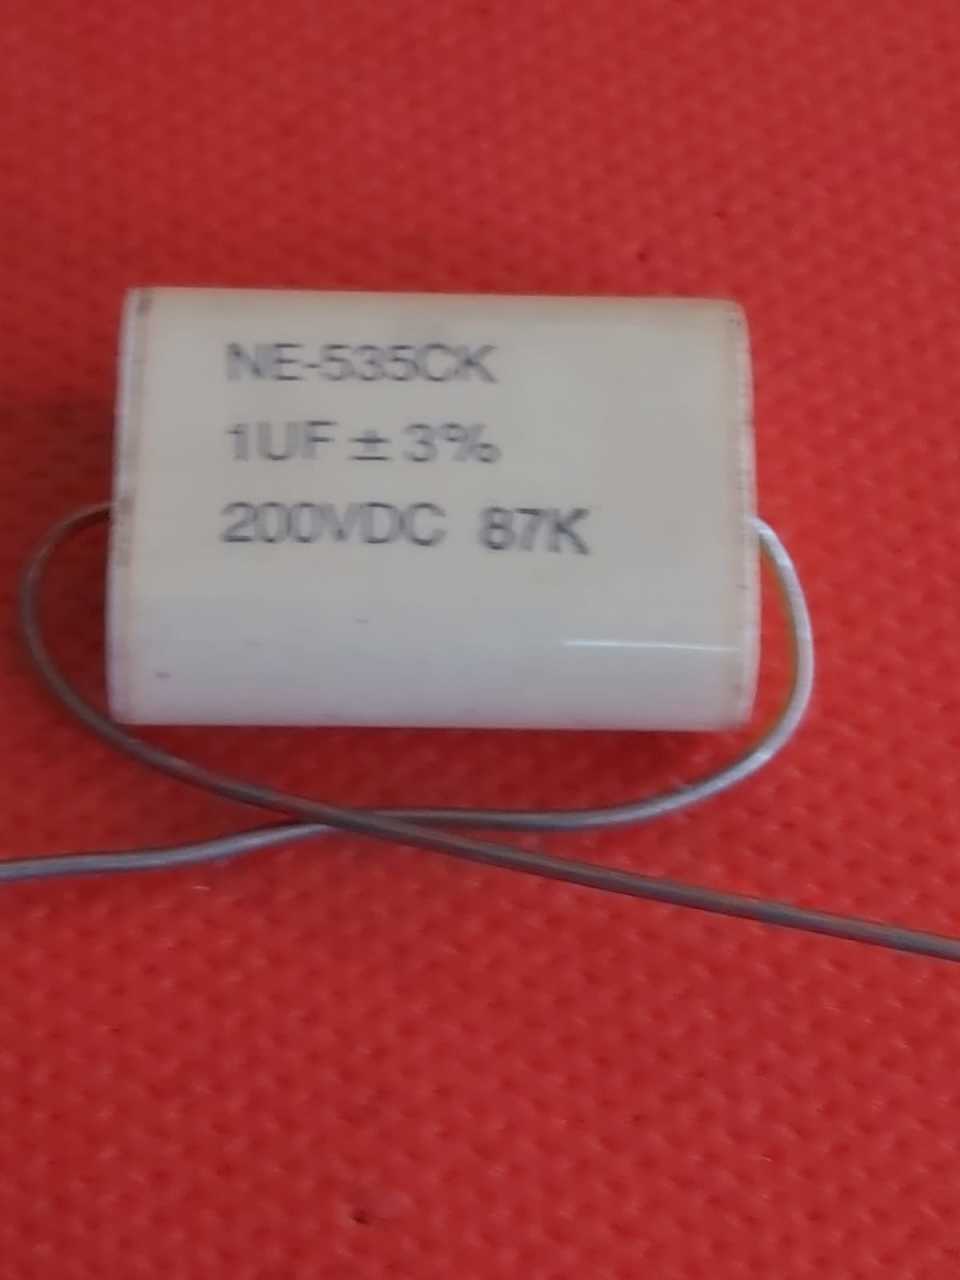 NE-535CK
1UF ± 3%
200VDC 87K